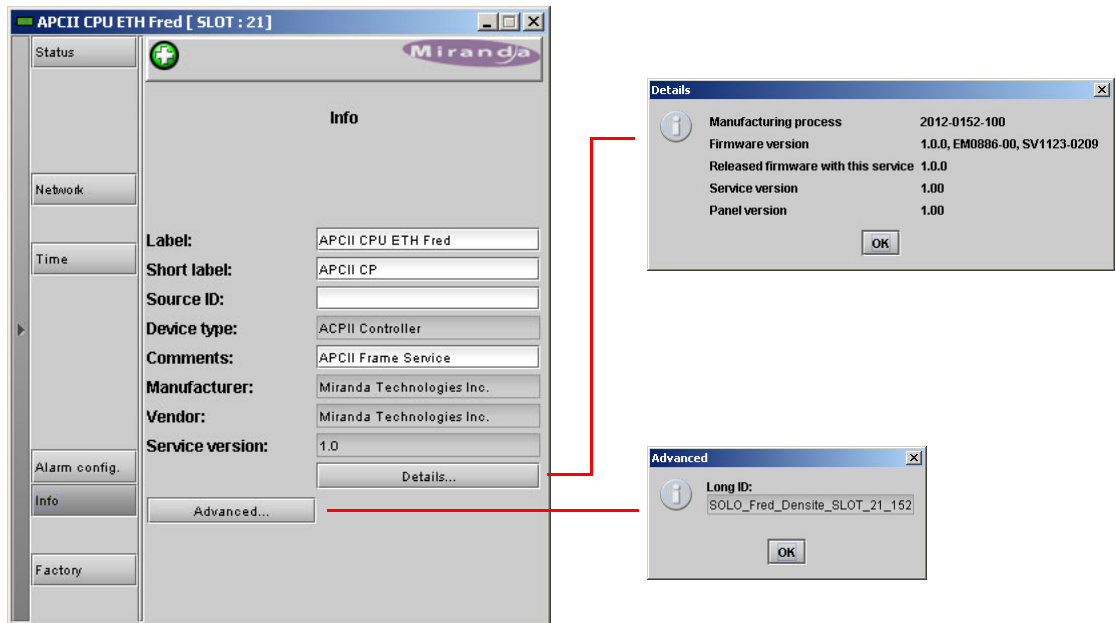 APCII CPU ETH Fred [ SLOT : 21]
Status
Network
Time
Alarm config.
Info
Factory
Miranda
Info
Label: APCII CPU ETH Fred
Short label: APCII CP
Source ID:
Device type: ACPII Controller
Comments: APCII Frame Service
Manufacturer: Miranda Technologies Inc.
Vendor: Miranda Technologies Inc.
Service version: 1.0
Details...
Advanced...
Details
Manufacturing process 2012-0152-100
Firmware version 1.0.0, EM0886-00, SV1123-0209
Released firmware with this service 1.0.0
Service version 1.00
Panel version 1.00
OK
Advanced
Long ID:
SOLO_Fred_Densite_SLOT_21_152
OK